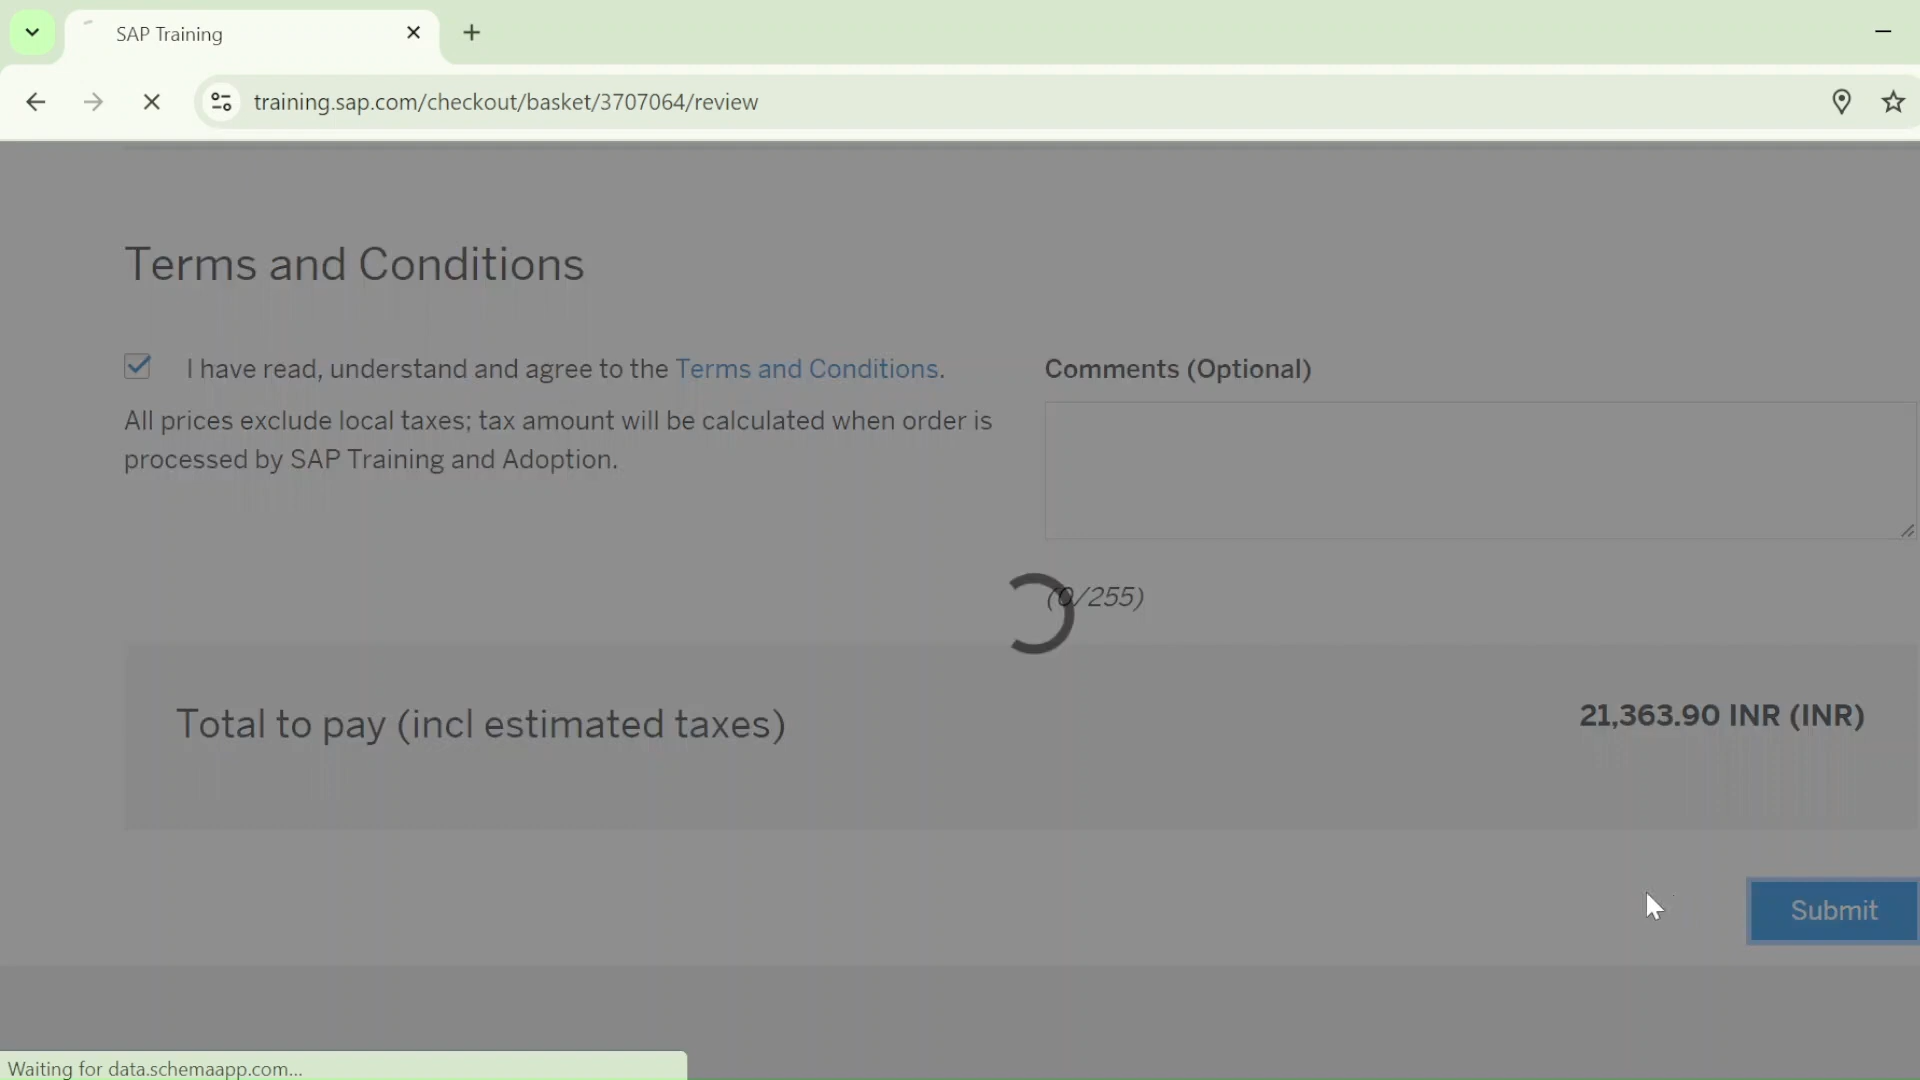 SAP Training
training.sap.com/checkout/basket/3707064/review
Terms and Conditions
I have read, understand and agree to the Terms and Conditions.
All prices exclude local taxes; tax amount will be calculated when order is
processed by SAP Training and Adoption.
Comments (Optional)
(0/255)
Total to pay (incl estimated taxes)
21,363.90 INR (INR)
Submit
Waiting for data.schemaapp.com...